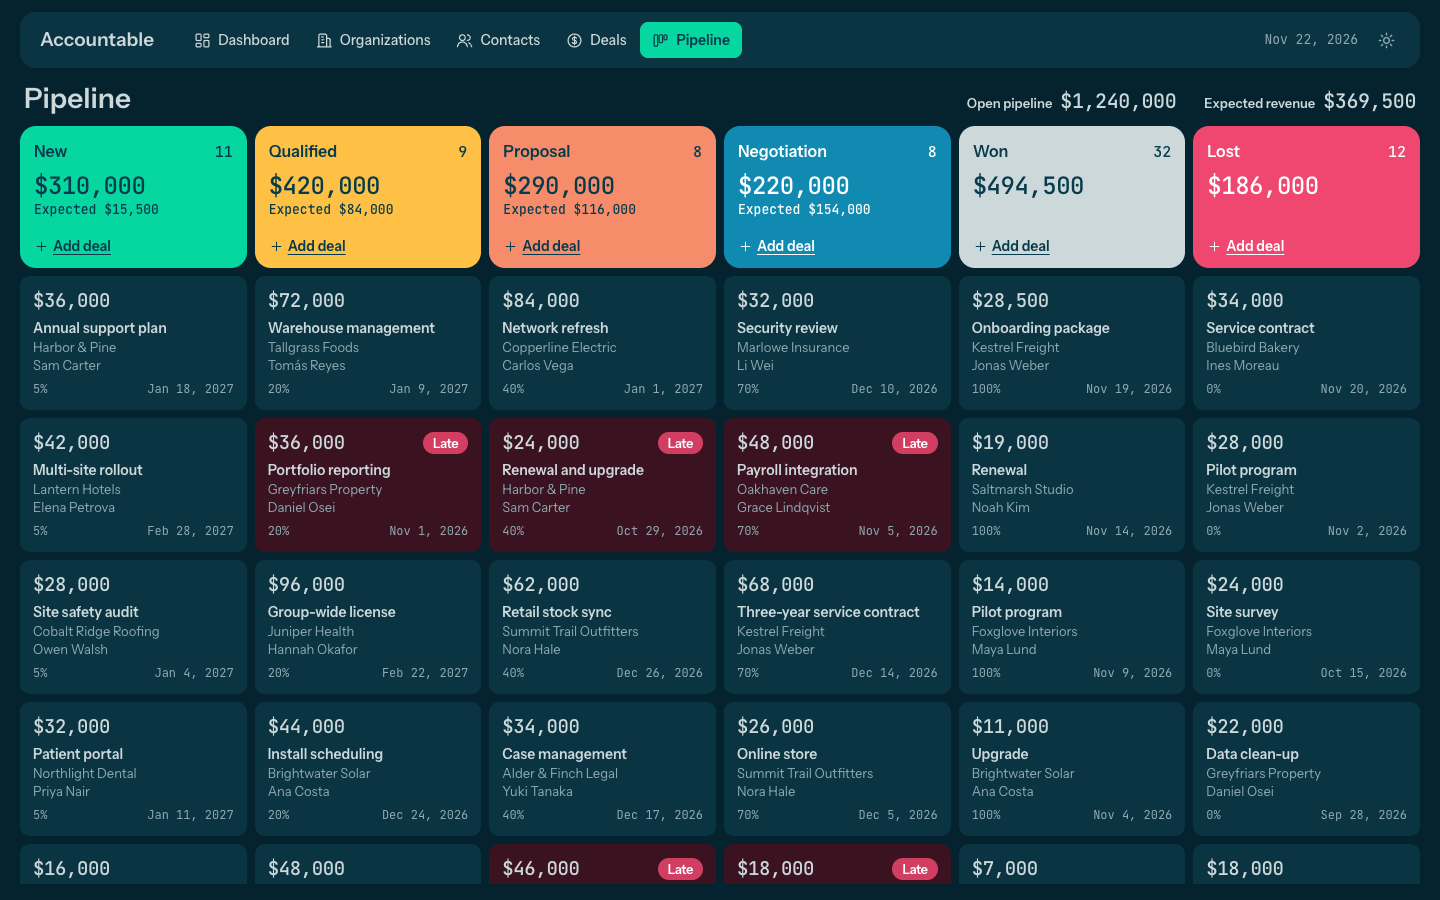 Accountable
Dashboard
Organizations
Contacts
Deals
Pipeline
Nov 22, 2026
Pipeline
Open pipeline $1,240,000
Expected revenue $369,500
New 11
$310,000
Expected $15,500
+ Add deal
Qualified 9
$420,000
Expected $84,000
+ Add deal
Proposal 8
$290,000
Expected $116,000
+ Add deal
Negotiation 8
$220,000
Expected $154,000
+ Add deal
Won 32
$494,500
+ Add deal
Lost 12
$186,000
+ Add deal
$36,000
Annual support plan
Harbor & Pine
Sam Carter
5% Jan 18, 2027
$72,000
Warehouse management
Tallgrass Foods
Tomás Reyes
20% Jan 9, 2027
$84,000
Network refresh
Copperline Electric
Carlos Vega
40% Jan 1, 2027
$32,000
Security review
Marlowe Insurance
Li Wei
70% Dec 10, 2026
$28,500
Onboarding package
Kestrel Freight
Jonas Weber
100% Nov 19, 2026
$34,000
Service contract
Bluebird Bakery
Ines Moreau
0% Nov 20, 2026
$42,000
Multi-site rollout
Lantern Hotels
Elena Petrova
5% Feb 28, 2027
$36,000 Late
Portfolio reporting
Greyfriars Property
Daniel Osei
20% Nov 1, 2026
$24,000 Late
Renewal and upgrade
Harbor & Pine
Sam Carter
40% Oct 29, 2026
$48,000 Late
Payroll integration
Oakhaven Care
Grace Lindqvist
70% Nov 5, 2026
$19,000
Renewal
Saltmarsh Studio
Noah Kim
100% Nov 14, 2026
$28,000
Pilot program
Kestrel Freight
Jonas Weber
0% Nov 2, 2026
$28,000
Site safety audit
Cobalt Ridge Roofing
Owen Walsh
5% Jan 4, 2027
$96,000
Group-wide license
Juniper Health
Hannah Okafor
20% Feb 22, 2027
$62,000
Retail stock sync
Summit Trail Outfitters
Nora Hale
40% Dec 26, 2026
$68,000
Three-year service contract
Kestrel Freight
Jonas Weber
70% Dec 14, 2026
$14,000
Pilot program
Foxglove Interiors
Maya Lund
100% Nov 9, 2026
$24,000
Site survey
Foxglove Interiors
Maya Lund
0% Oct 15, 2026
$32,000
Patient portal
Northlight Dental
Priya Nair
5% Jan 11, 2027
$44,000
Install scheduling
Brightwater Solar
Ana Costa
20% Dec 24, 2026
$34,000
Case management
Alder & Finch Legal
Yuki Tanaka
40% Dec 17, 2026
$26,000
Online store
Summit Trail Outfitters
Nora Hale
70% Dec 5, 2026
$11,000
Upgrade
Brightwater Solar
Ana Costa
100% Nov 4, 2026
$22,000
Data clean-up
Greyfriars Property
Daniel Osei
0% Sep 28, 2026
$16,000
$48,000
$46,000 Late
$18,000 Late
$7,000
$18,000